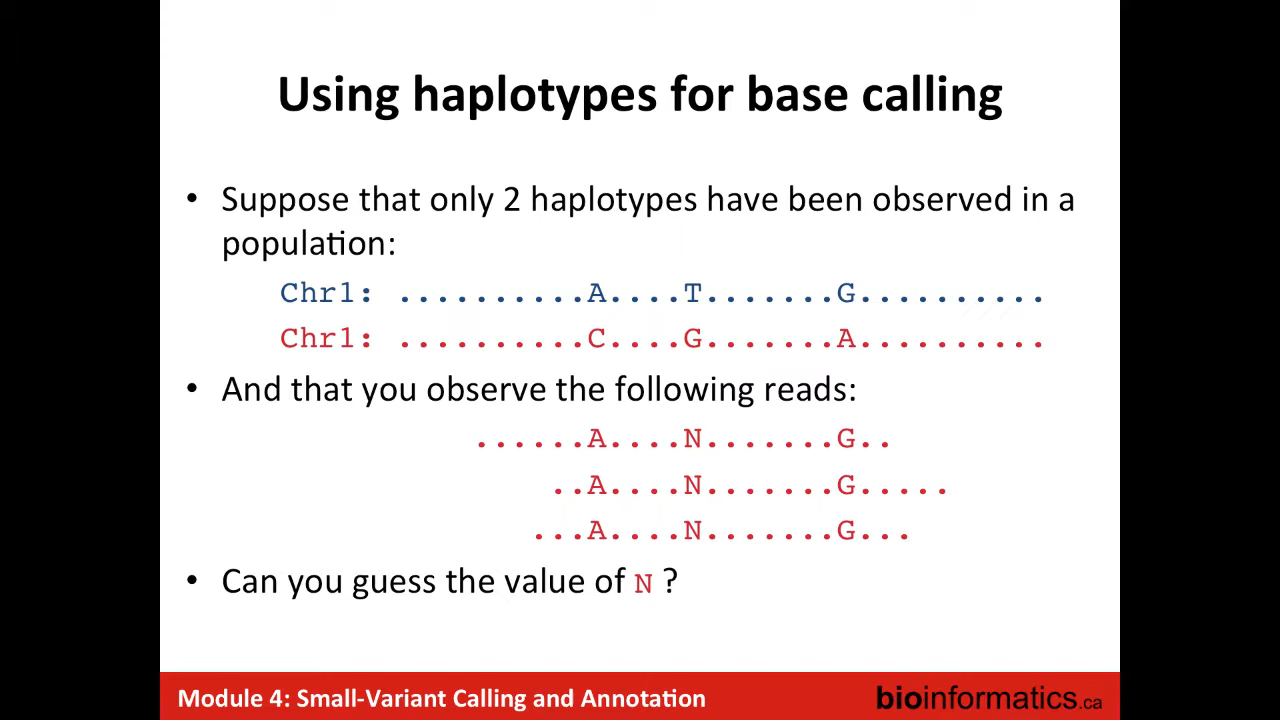 Using haplotypes for base calling
• Suppose that only 2 haplotypes have been observed in a
population:
Chr1: ..........A....T.......G..........
Chr1: ..........C....G.......A..........
• And that you observe the following reads:
......A....N.......G..
..A....N.......G.....
...A....N.......G...
• Can you guess the value of N ?
Module 4: Small-Variant Calling and Annotation
bioinformatics.ca